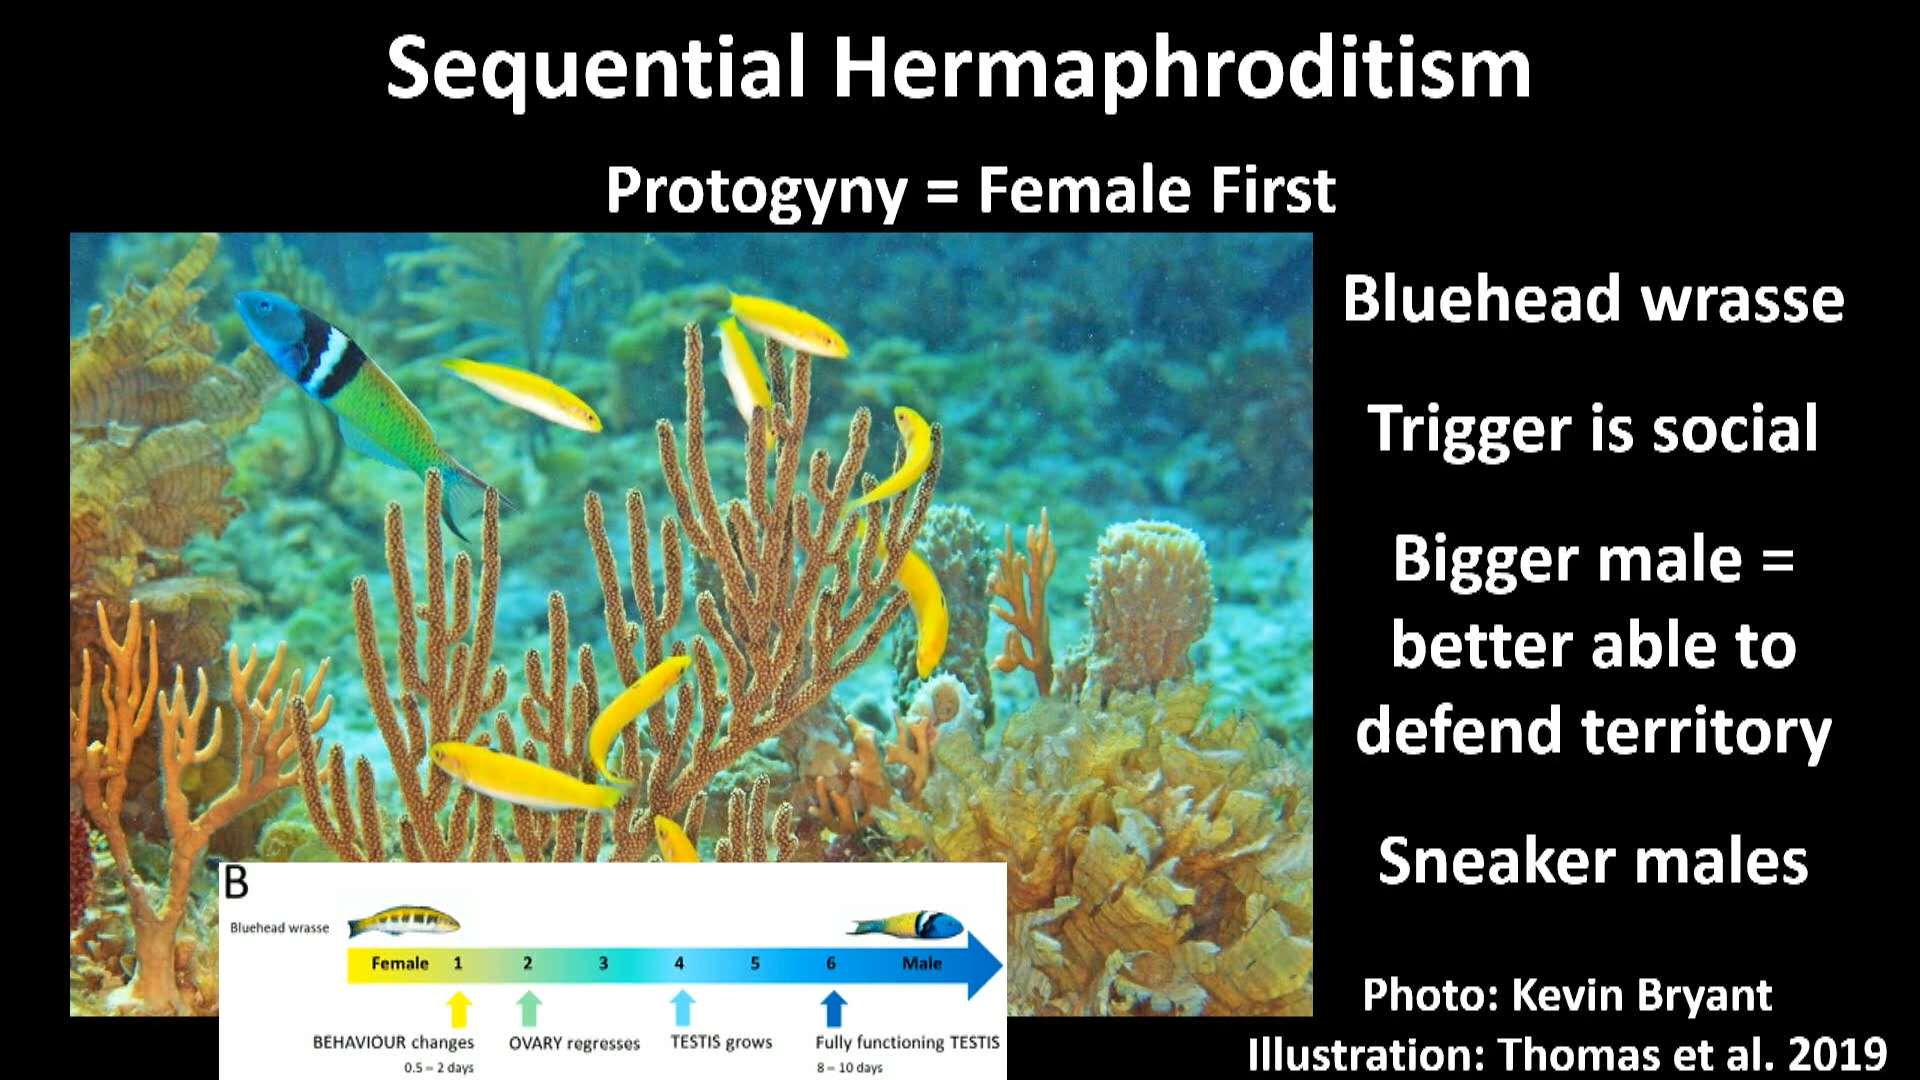 Sequential Hermaphroditism
Protogyny = Female First
Bluehead wrasse
Trigger is social
Bigger male =
better able to
defend territory
Sneaker males
Photo: Kevin Bryant
Illustration: Thomas et al. 2019
B
Bluehead wrasse
Female 1 2 3 4 5 6 Male
BEHAVIOUR changes OVARY regresses TESTIS grows Fully functioning TESTIS
0.5 – 2 days 8 – 10 days